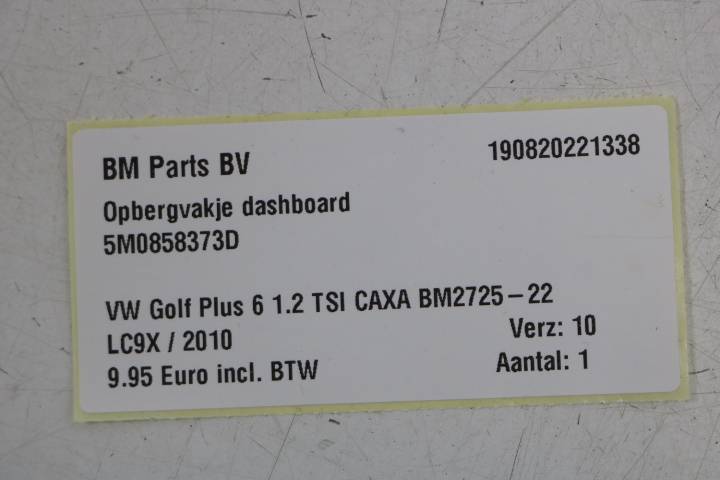 BM Parts BV 190820221338
Opbergvakje dashboard
5M0858373D
VW Golf Plus 6 1.2 TSI CAXA BM2725-22
LC9X / 2010 Verz: 10
9.95 Euro incl. BTW Aantal: 1